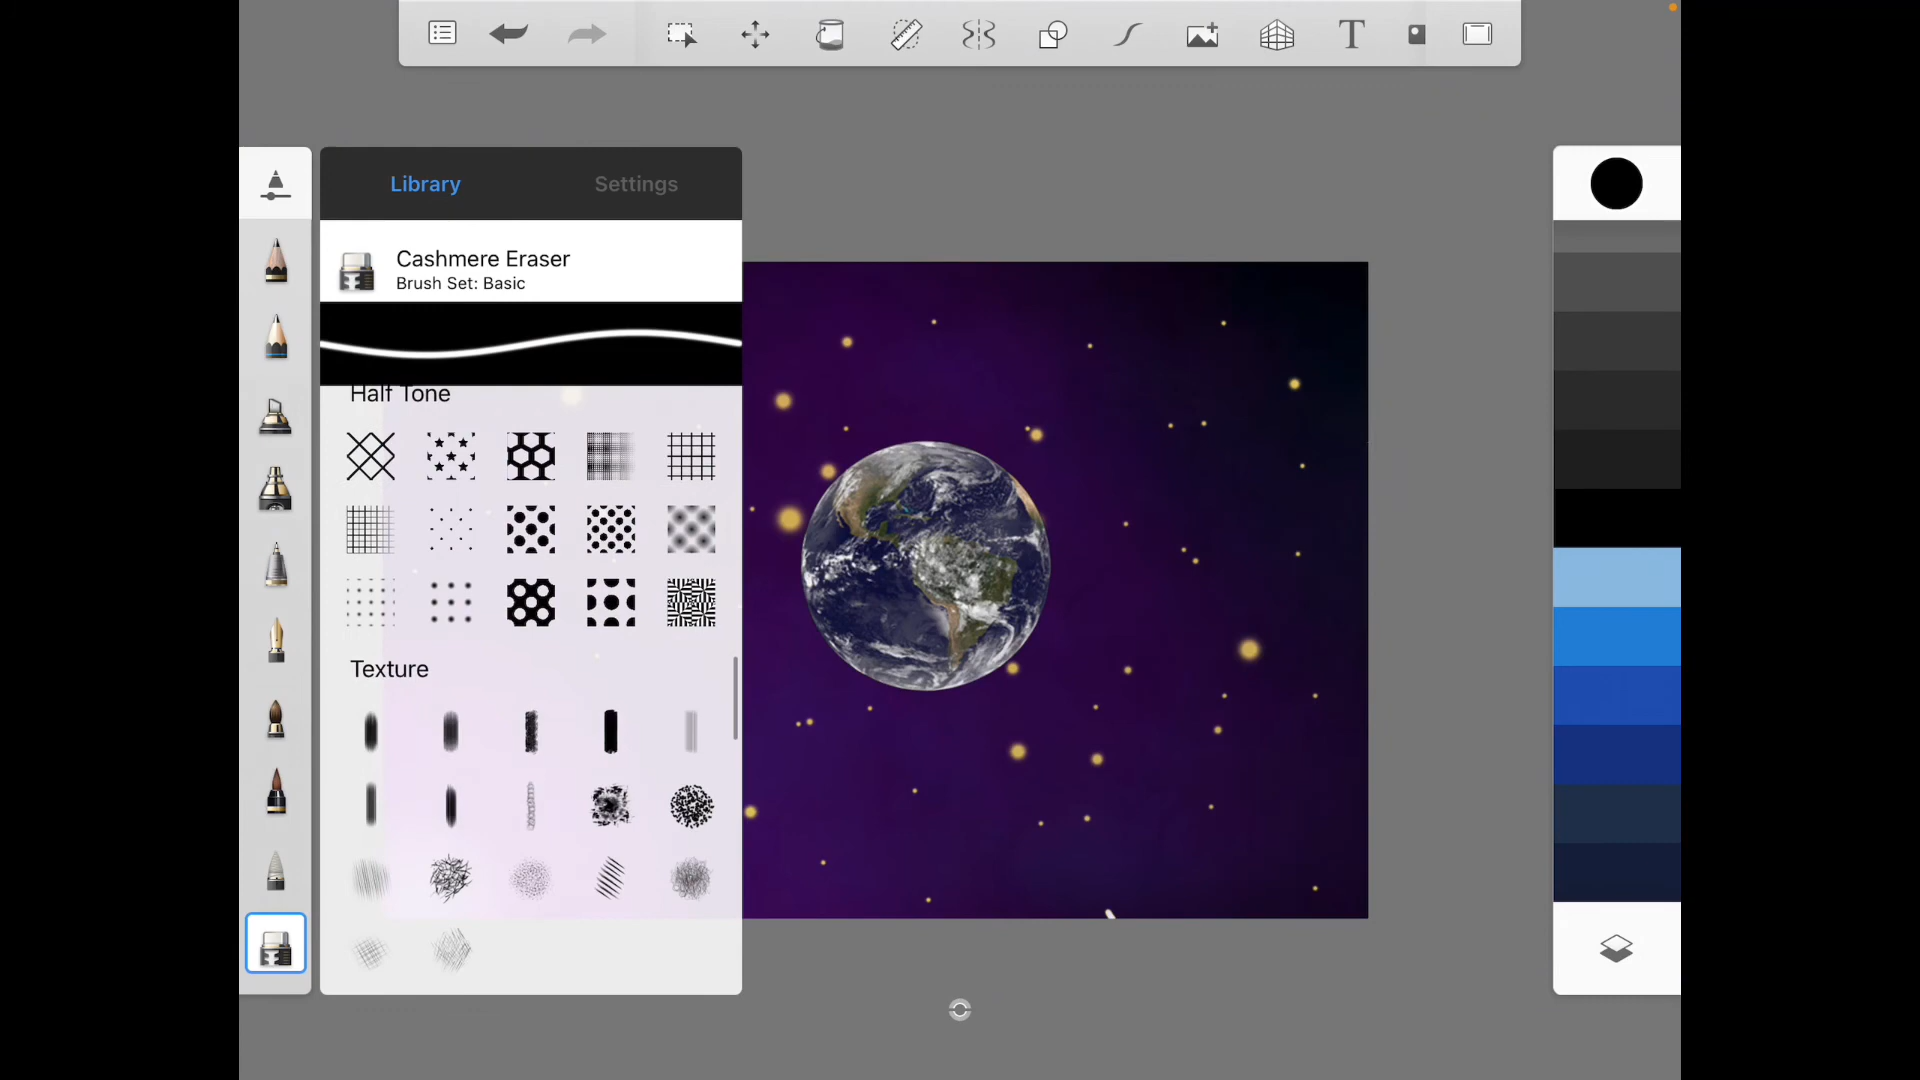 T
Library
Settings
Cashmere Eraser
Brush Set: Basic
Half Tone
Texture